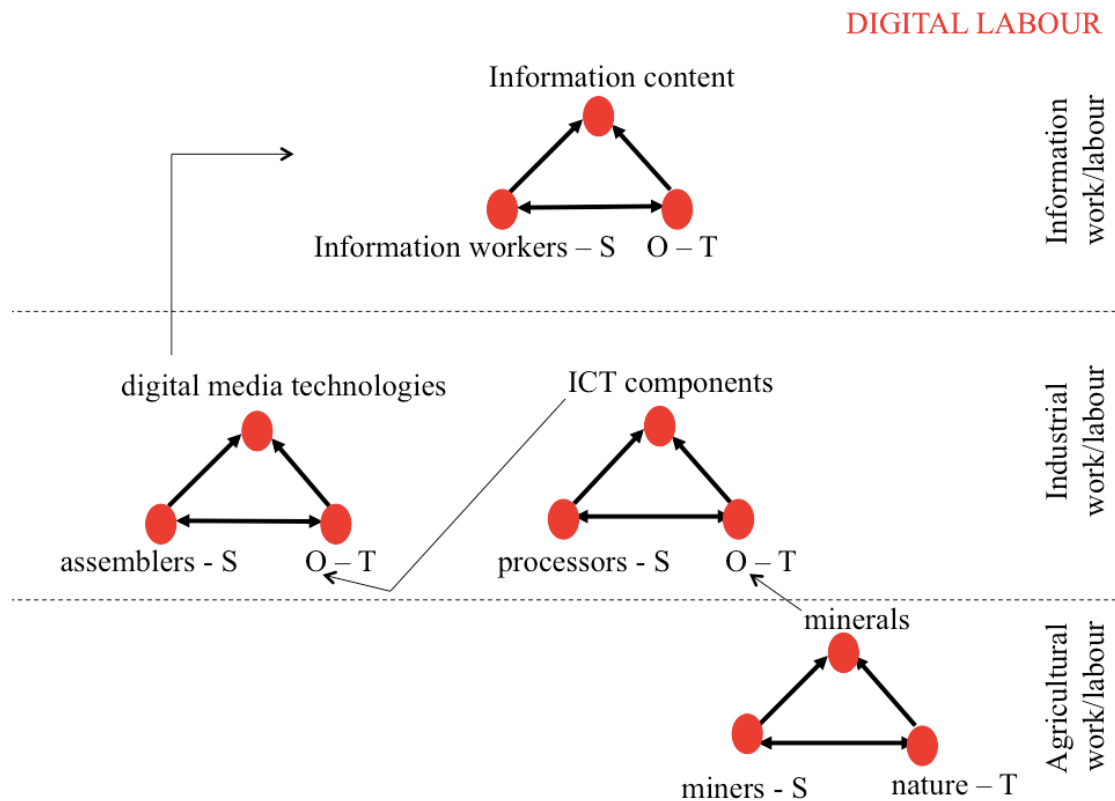 DIGITAL LABOUR
Information content
Information
work/labour
Information workers – S O – T
digital media technologies
ICT components
Industrial
work/labour
assemblers - S O – T
processors - S O – T
minerals
Agricultural
work/labour
miners - S nature – T